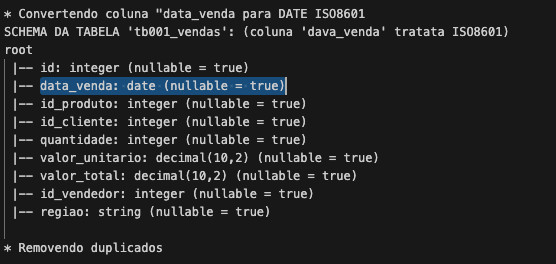 * Convertendo coluna "data_venda para DATE ISO8601
SCHEMA DA TABELA 'tb001_vendas': (coluna 'dava_venda' tratata ISO8601)
root
|-- id: integer (nullable = true)
|-- data_venda: date (nullable = true)
|-- id_produto: integer (nullable = true)
|-- id_cliente: integer (nullable = true)
|-- quantidade: integer (nullable = true)
|-- valor_unitario: decimal(10,2) (nullable = true)
|-- valor_total: decimal(10,2) (nullable = true)
|-- id_vendedor: integer (nullable = true)
|-- regiao: string (nullable = true)
* Removendo duplicados